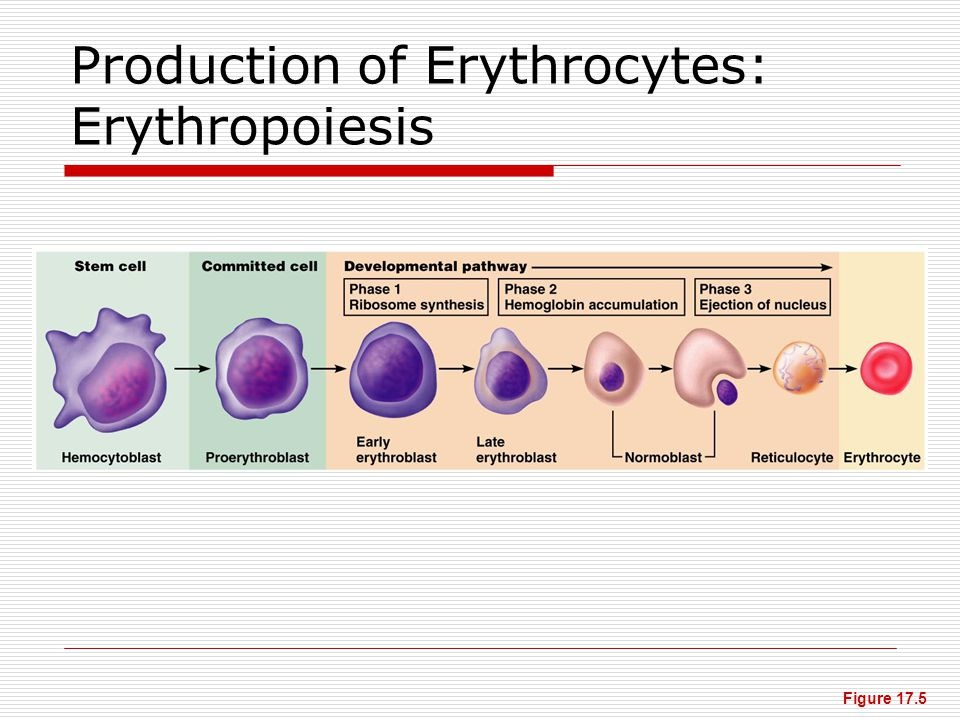 Production of Erythrocytes:
Erythropoiesis
Stem cell
Committed cell
Developmental pathway
Phase 1
Ribosome synthesis
Phase 2
Hemoglobin accumulation
Phase 3
Ejection of nucleus
Hemocytoblast
Proerythroblast
Early
erythroblast
Late
erythroblast
Normoblast
Reticulocyte
Erythrocyte
Figure 17.5